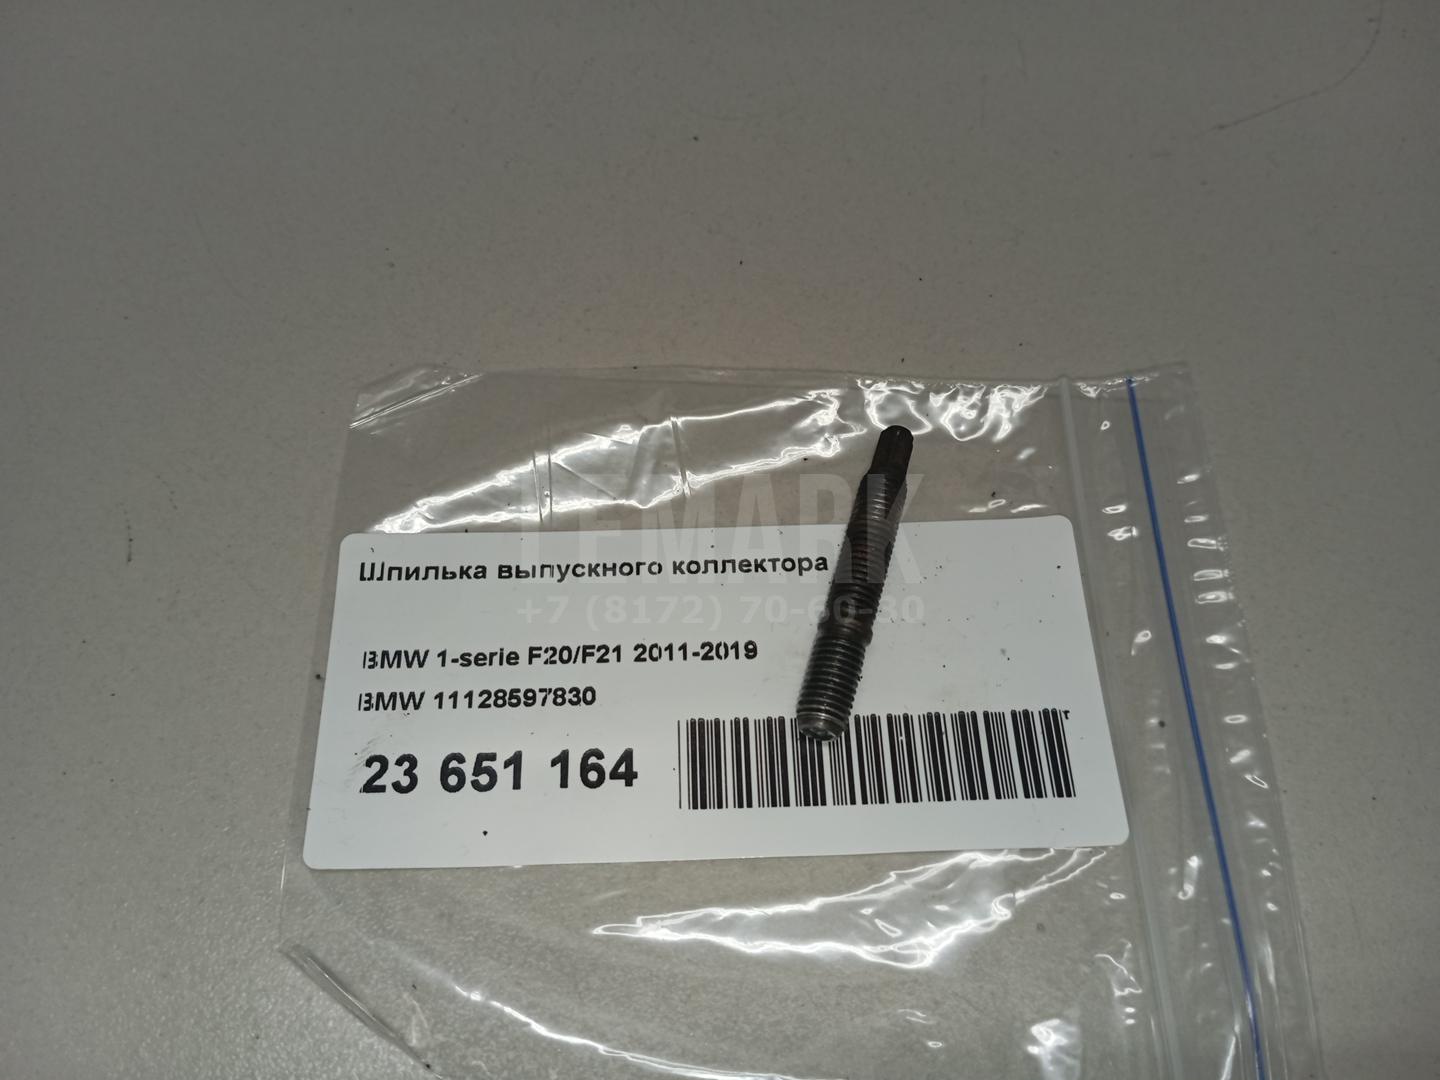 LEMARK
Шпилька выпускного коллектора
+7 (8172) 70-60-30
BMW 1-serie F20/F21 2011-2019
BMW 11128597830
23 651 164